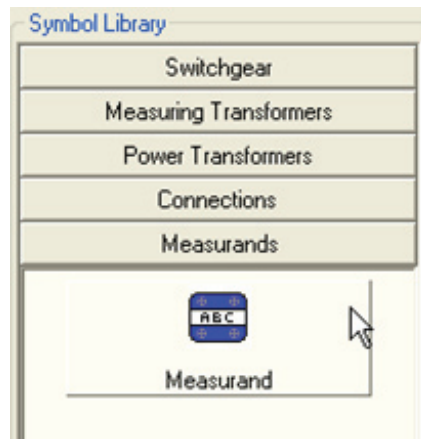 Symbol Library
Switchgear
Measuring Transformers
Power Transformers
Connections
Measurands
ABC
Measurand